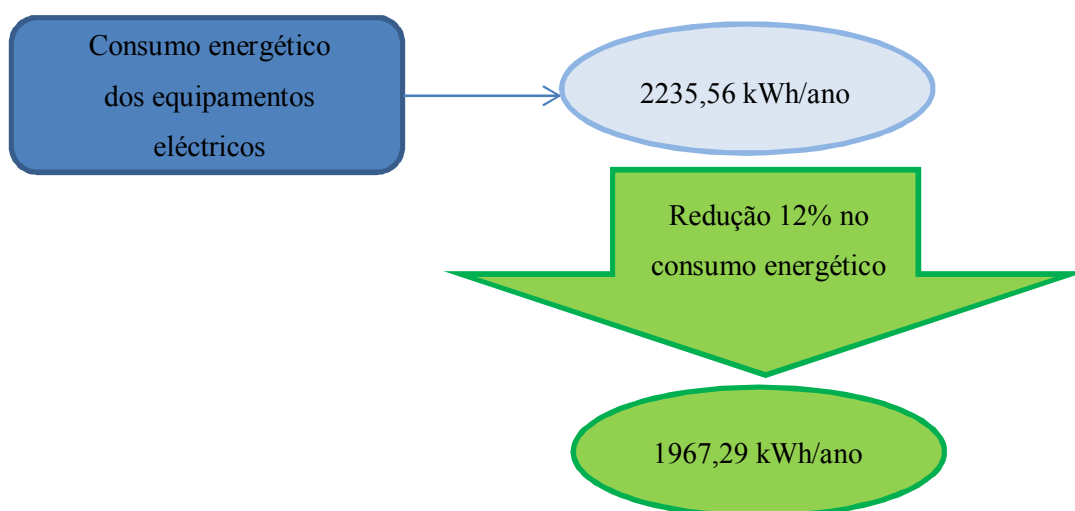 Consumo energético
dos equipamentos
eléctricos
2235,56 kWh/ano
Redução 12% no
consumo energético
1967,29 kWh/ano